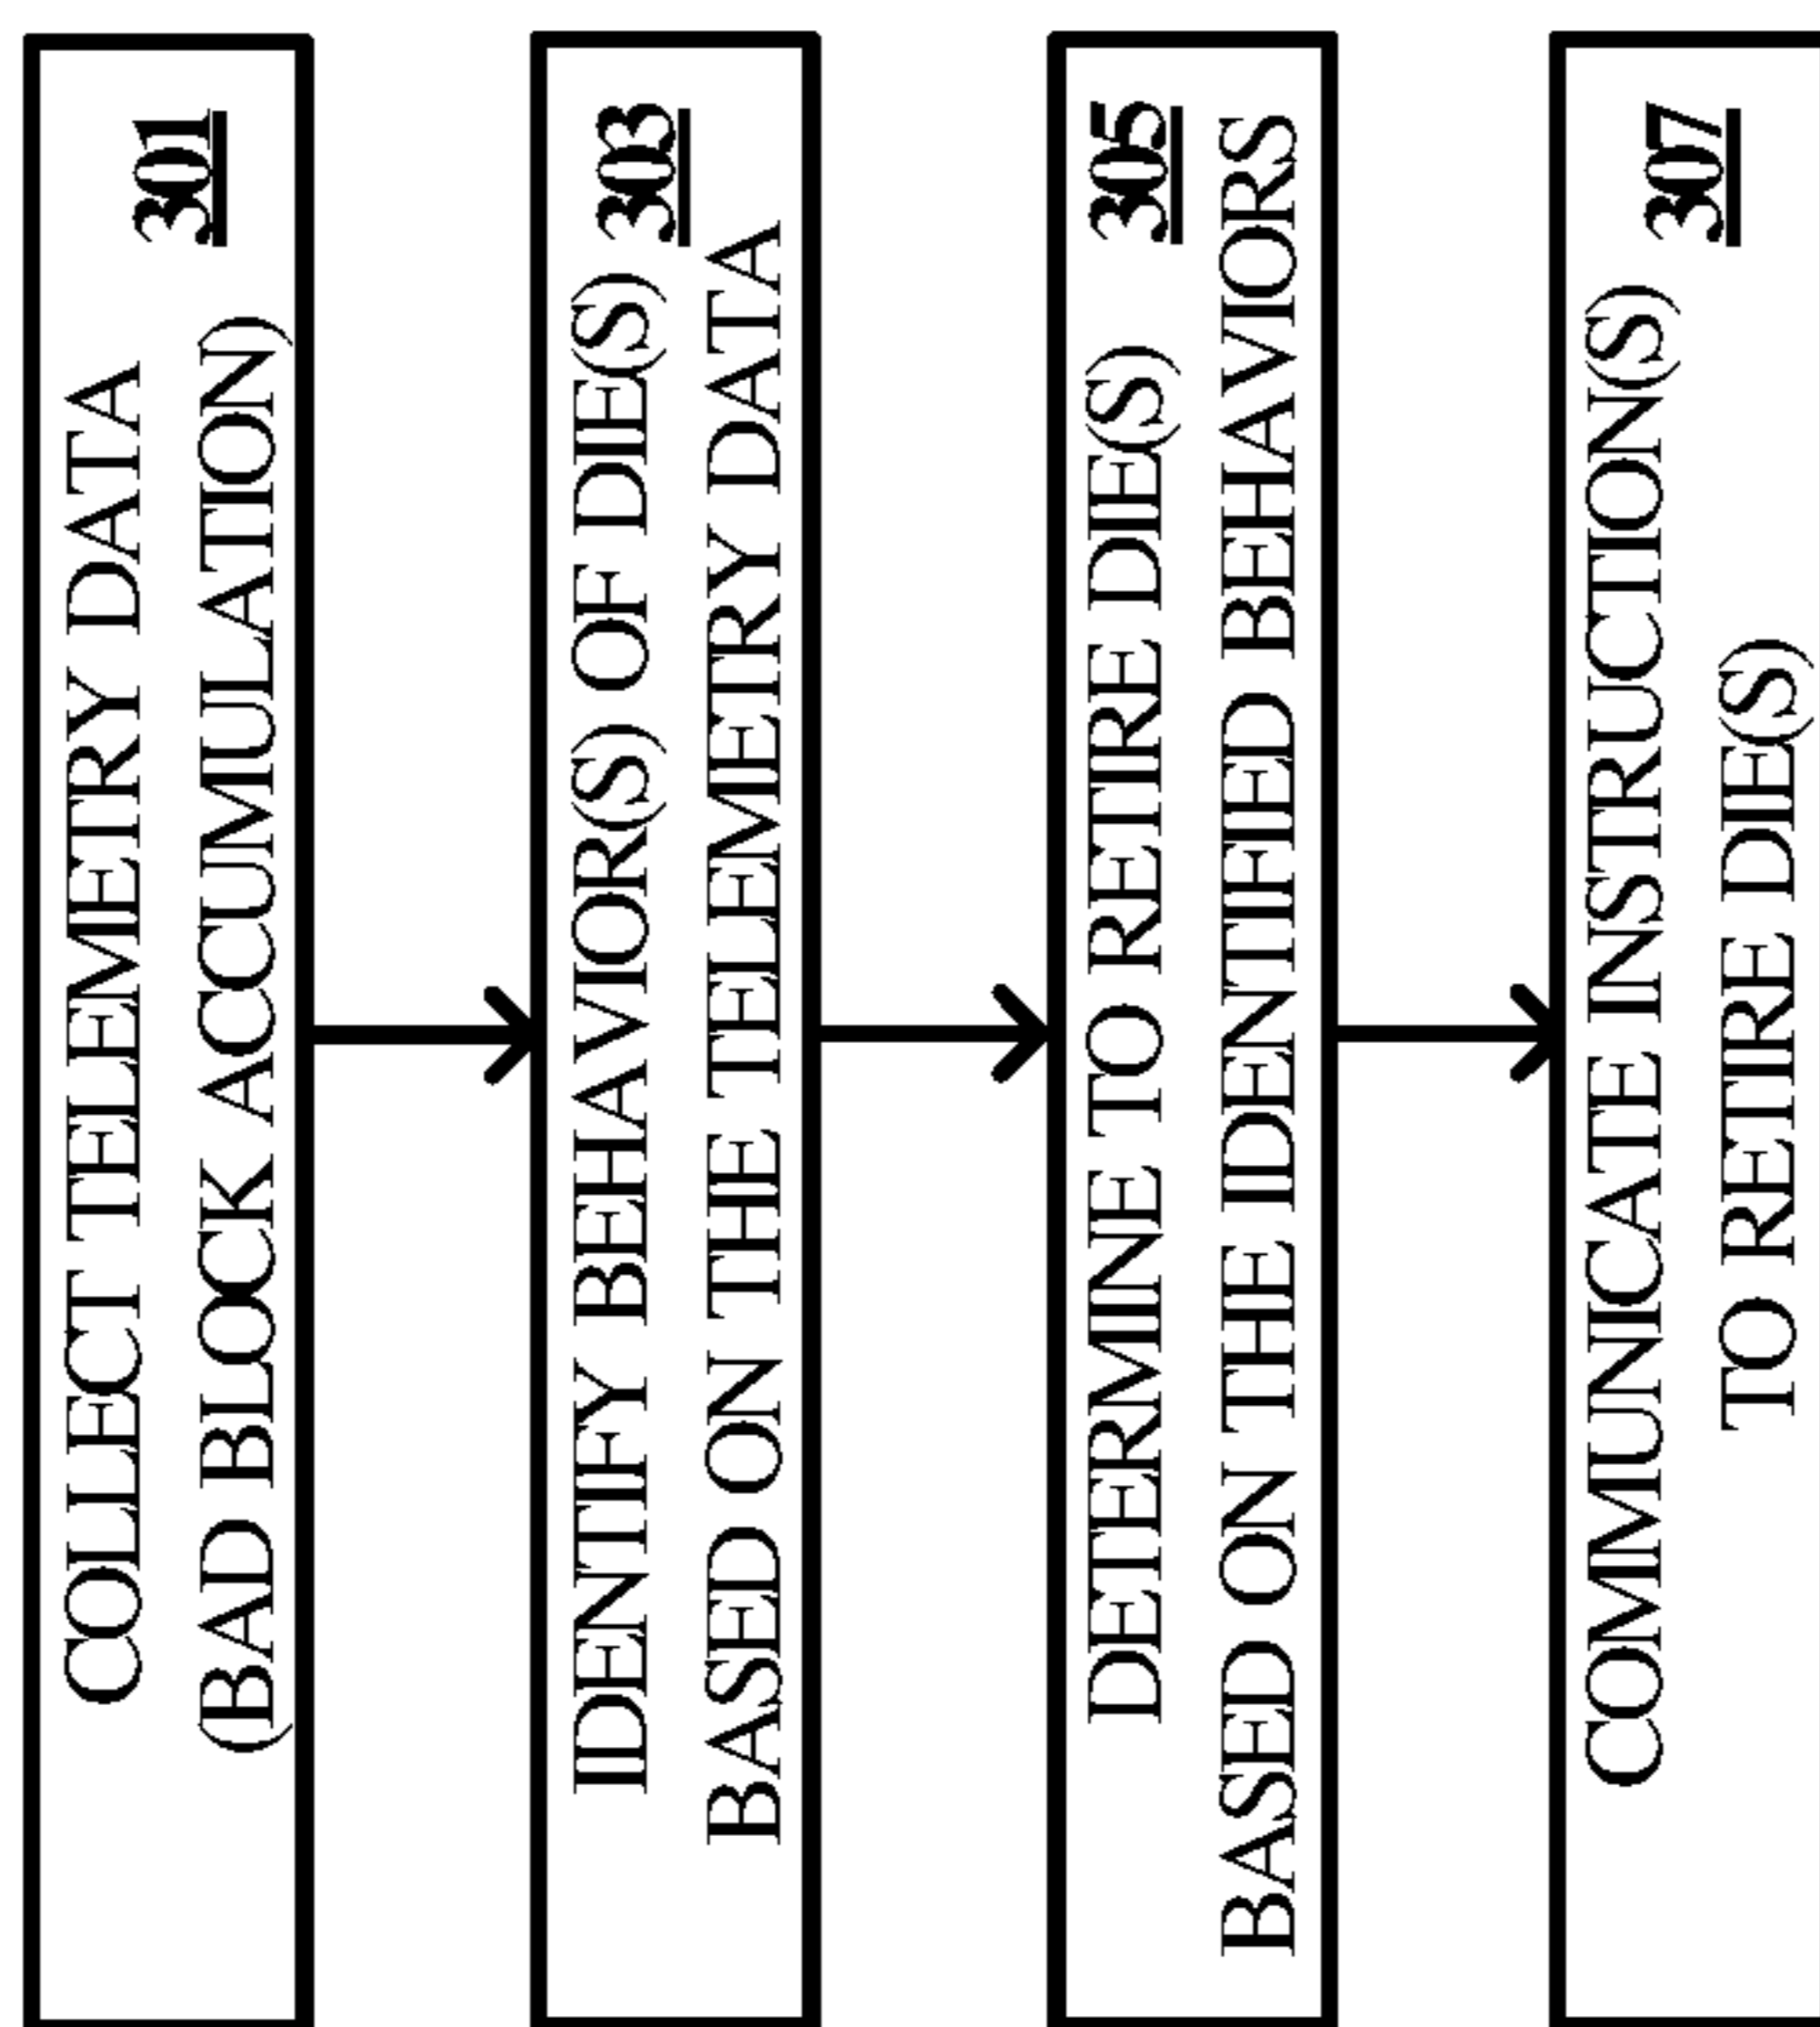 COLLECT TELEMETRY DATA
(BAD BLOCK ACCUMULATION)
301
IDENTIFY BEHAVIOR(S) OF DIE(S)
BASED ON THE TELEMETRY DATA
303
DETERMINE TO RETIRE DIE(S)
BASED ON THE IDENTIFIED BEHAVIORS
305
COMMUNICATE INSTRUCTION(S)
TO RETIRE DIE(S)
307